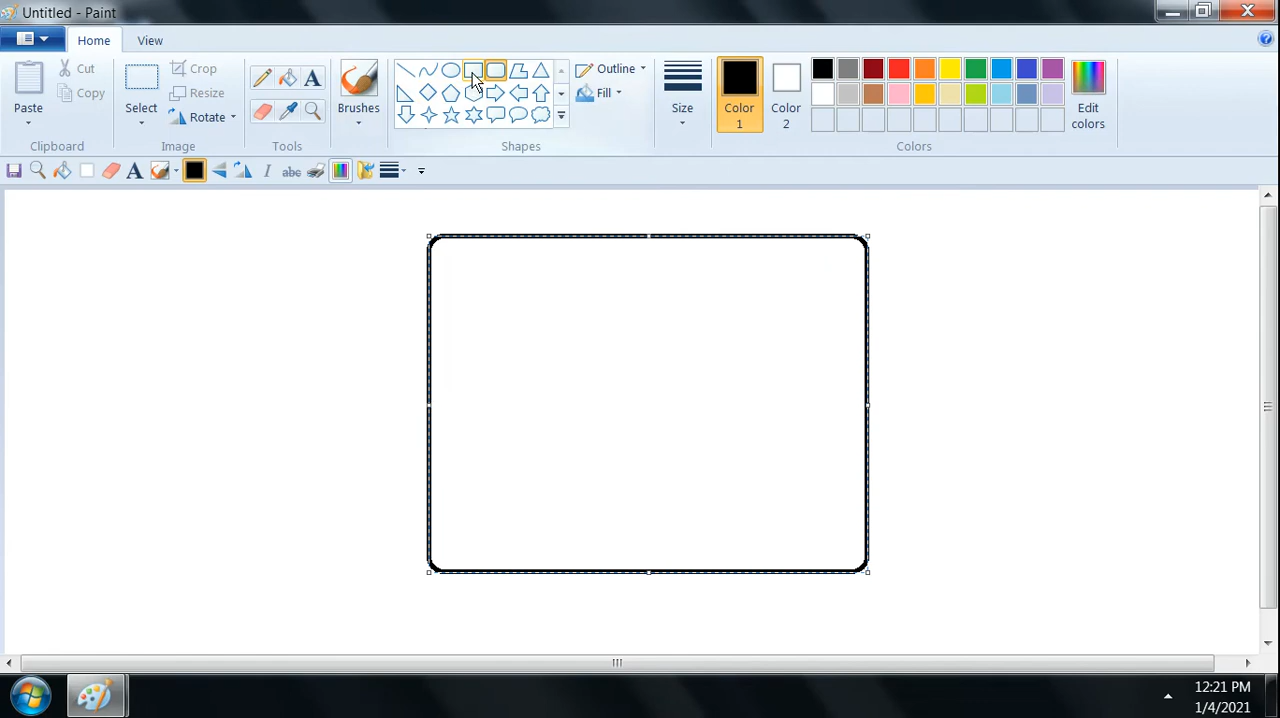 Untitled - Paint
Home View
Paste
Cut
Copy
Clipboard
Select
Crop
Resize
Rotate
Image
A
Tools
Brushes
Outline
Fill
Shapes
Size
Color 1
Color 2
Edit colors
Colors
A I abc
12:21 PM
1/4/2021